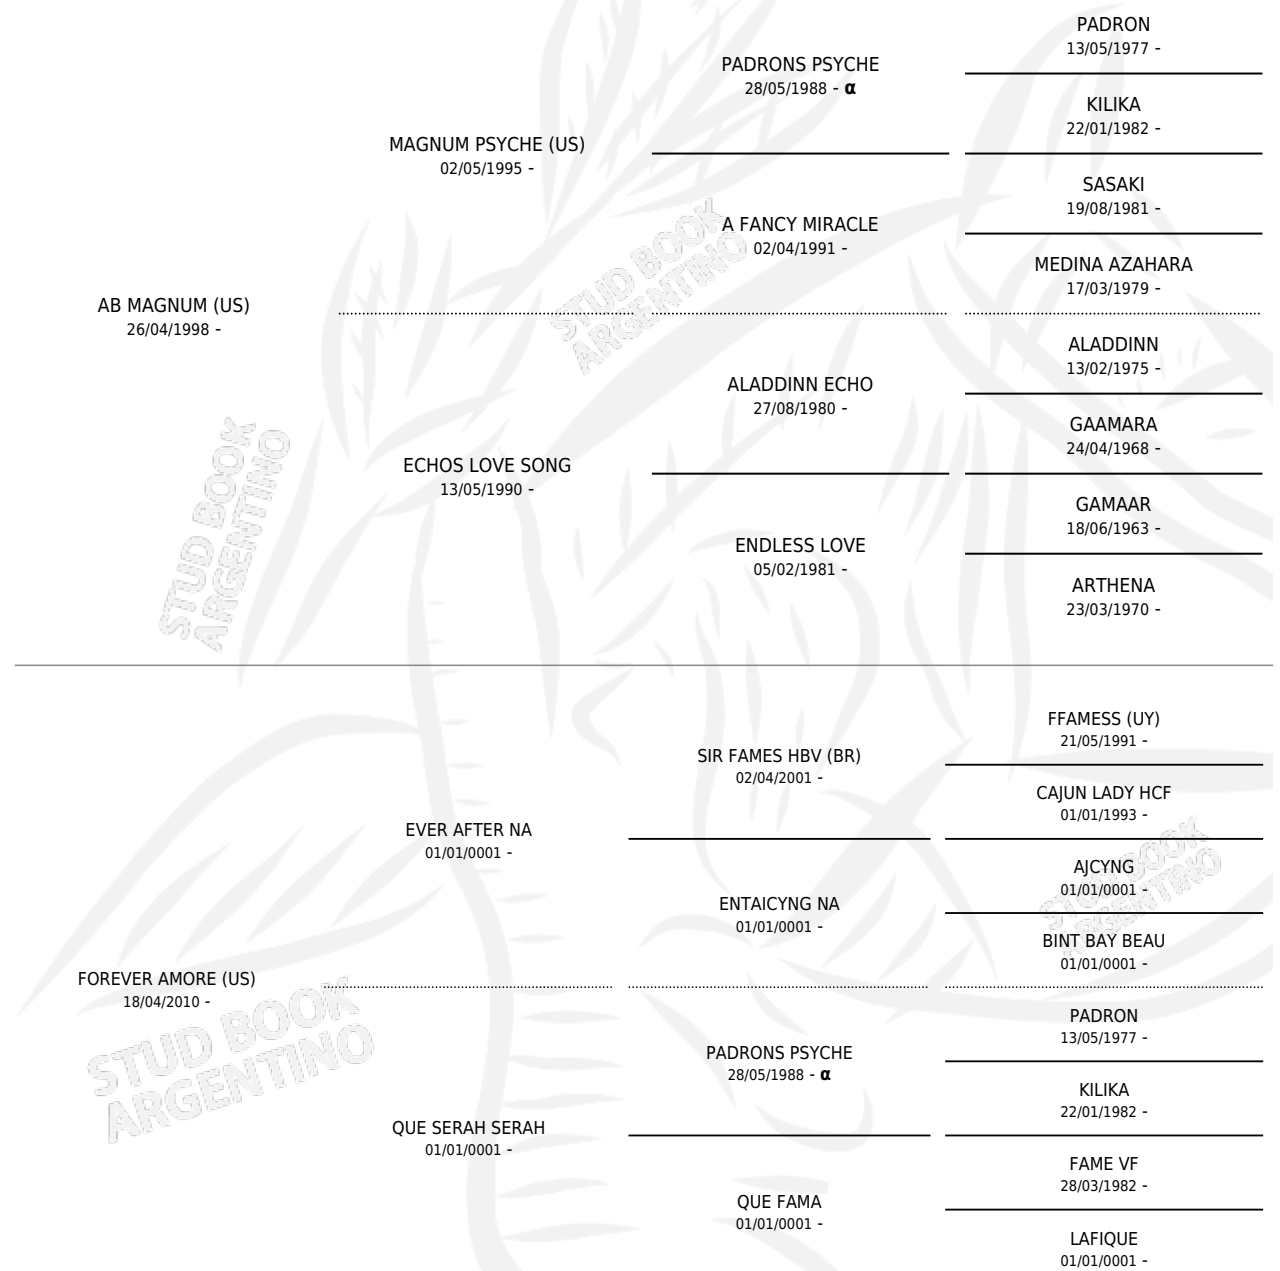 PADRON
13/05/1977 -
PADRONS PSYCHE
28/05/1988 - α
KILIKA
22/01/1982 -
MAGNUM PSYCHE (US)
02/05/1995 -
SASAKI
19/08/1981 -
A FANCY MIRACLE
02/04/1991 -
MEDINA AZAHARA
17/03/1979 -
AB MAGNUM (US)
26/04/1998 -
ALADDINN
13/02/1975 -
ALADDINN ECHO
27/08/1980 -
GAAMARA
24/04/1968 -
ECHOS LOVE SONG
13/05/1990 -
GAMAAR
18/06/1963 -
ENDLESS LOVE
05/02/1981 -
ARTHENA
23/03/1970 -
FFAMESS (UY)
21/05/1991 -
SIR FAMES HBV (BR)
02/04/2001 -
CAJUN LADY HCF
01/01/1993 -
EVER AFTER NA
01/01/0001 -
AJCYNG
01/01/0001 -
ENTAICYNG NA
01/01/0001 -
BINT BAY BEAU
01/01/0001 -
FOREVER AMORE (US)
18/04/2010 -
PADRON
13/05/1977 -
PADRONS PSYCHE
28/05/1988 - α
KILIKA
22/01/1982 -
QUE SERAH SERAH
01/01/0001 -
FAME VF
28/03/1982 -
QUE FAMA
01/01/0001 -
LAFIQUE
01/01/0001 -
STUD BOOK
ARGENTINO
STUD BOOK
ARGENTINO
STUD BOOK
ARGENTINO
STUD BOOK
ARGENTINO